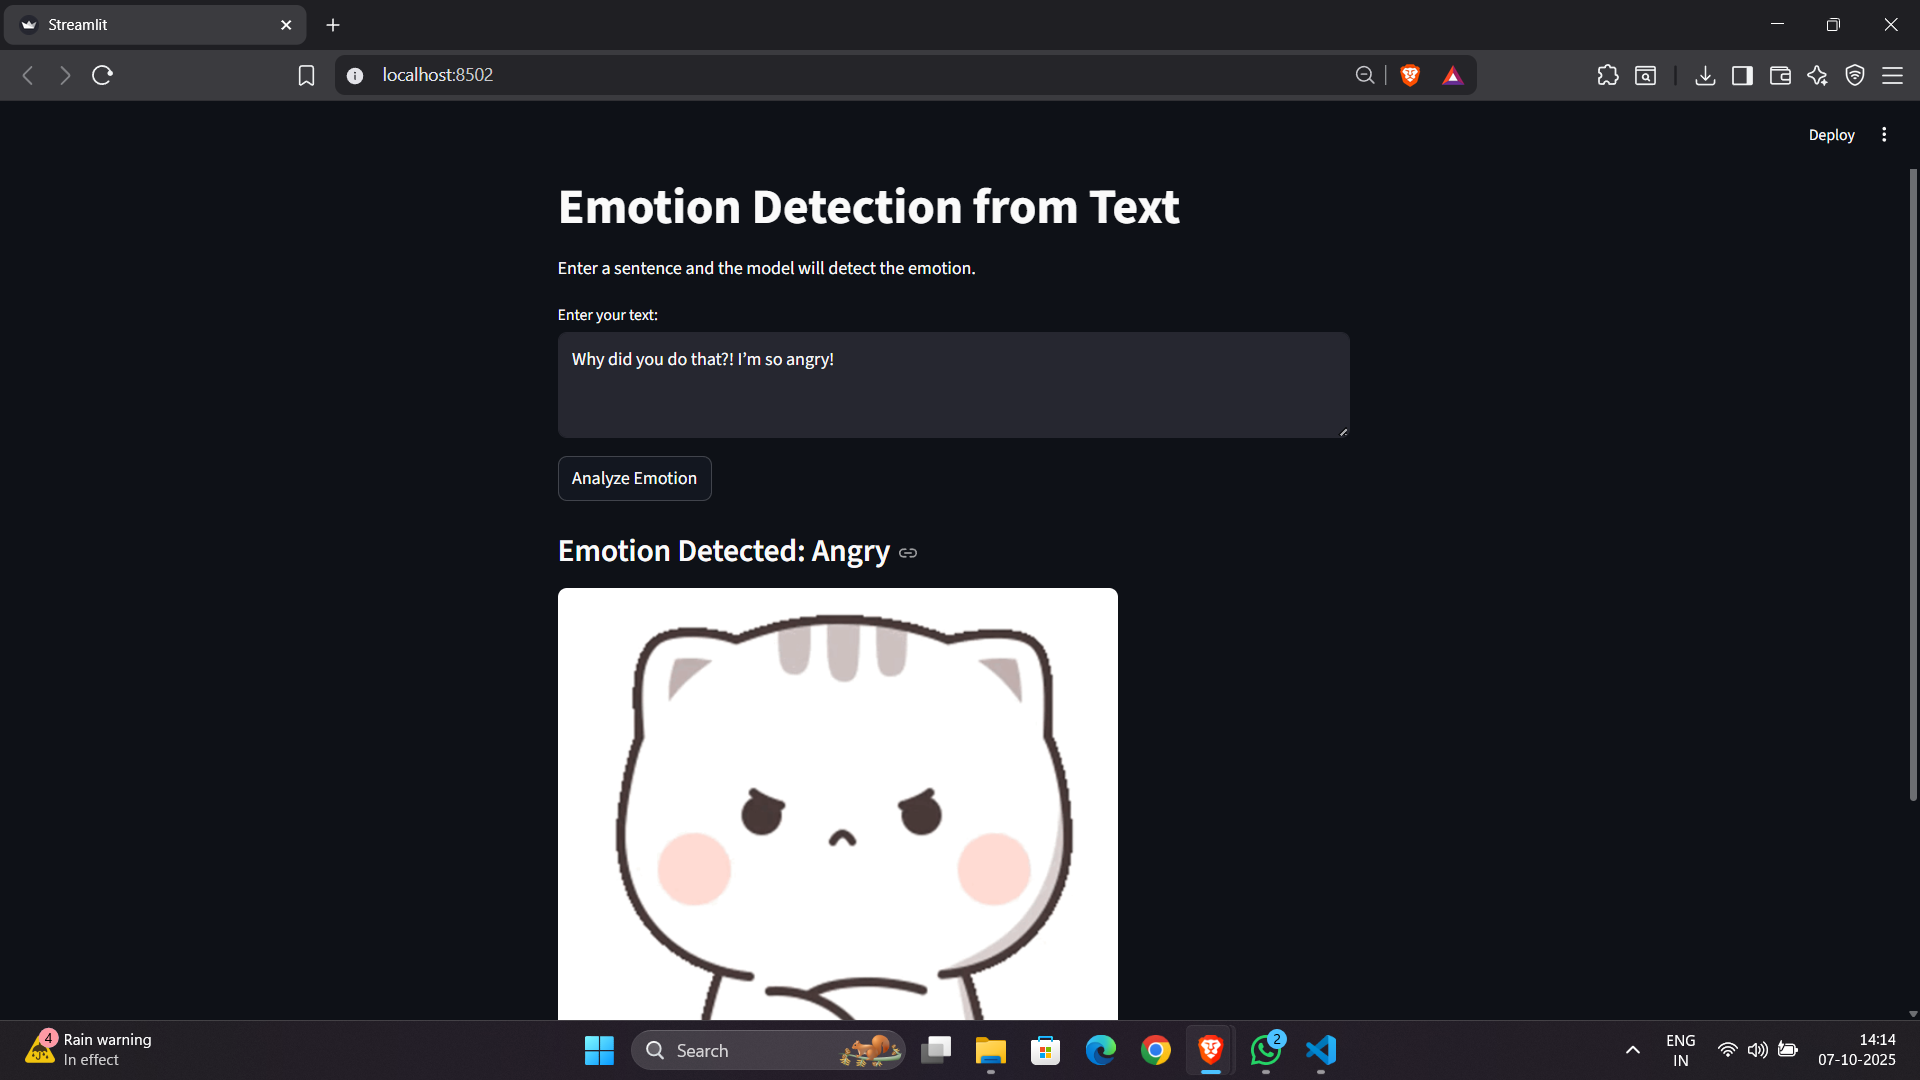 Streamlit
localhost:8502
Deploy
Emotion Detection from Text
Enter a sentence and the model will detect the emotion.
Enter your text:
Why did you do that?! I’m so angry!
Analyze Emotion
Emotion Detected: Angry
4
Rain warning
In effect
Search
2
ENG
IN
14:14
07-10-2025